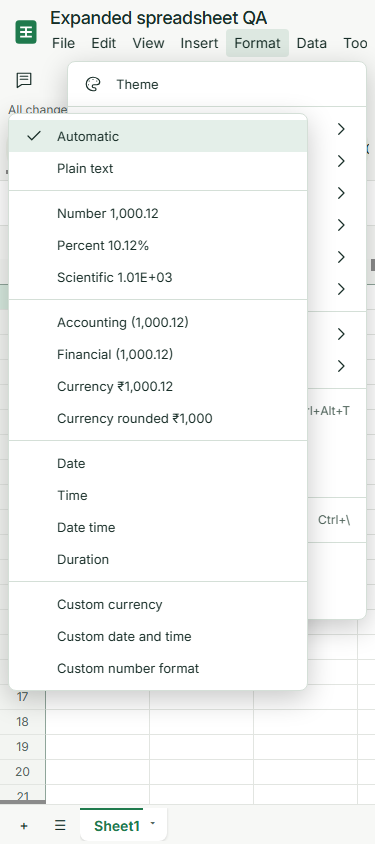 Expanded spreadsheet QA
File Edit View Insert Format Data Too
Theme
All change
Automatic
Plain text
Number 1,000.12
Percent 10.12%
Scientific 1.01E+03
Accounting (1,000.12)
Financial (1,000.12)
Currency ₹1,000.12
Currency rounded ₹1,000
rl+Alt+T
Date
Time
Date time
Ctrl+\
Duration
Custom currency
Custom date and time
Custom number format
17
18
19
20
21
+ ☰ Sheet1